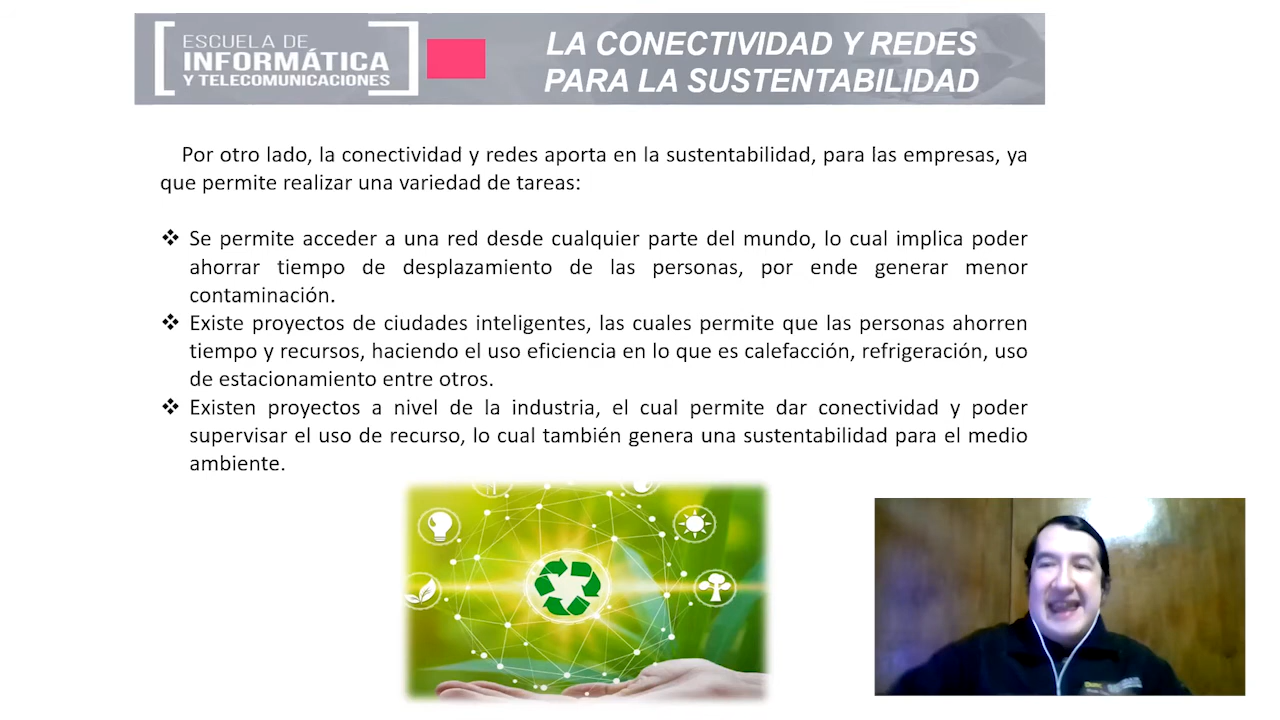 ESCUELA DE
INFORMÁTICA
Y TELECOMUNICACIONES
LA CONECTIVIDAD Y REDES
PARA LA SUSTENTABILIDAD
Por otro lado, la conectividad y redes aporta en la sustentabilidad, para las empresas, ya
que permite realizar una variedad de tareas:
❖ Se permite acceder a una red desde cualquier parte del mundo, lo cual implica poder
ahorrar tiempo de desplazamiento de las personas, por ende generar menor
contaminación.
❖ Existe proyectos de ciudades inteligentes, las cuales permite que las personas ahorren
tiempo y recursos, haciendo el uso eficiencia en lo que es calefacción, refrigeración, uso
de estacionamiento entre otros.
❖ Existen proyectos a nivel de la industria, el cual permite dar conectividad y poder
supervisar el uso de recurso, lo cual también genera una sustentabilidad para el medio
ambiente.